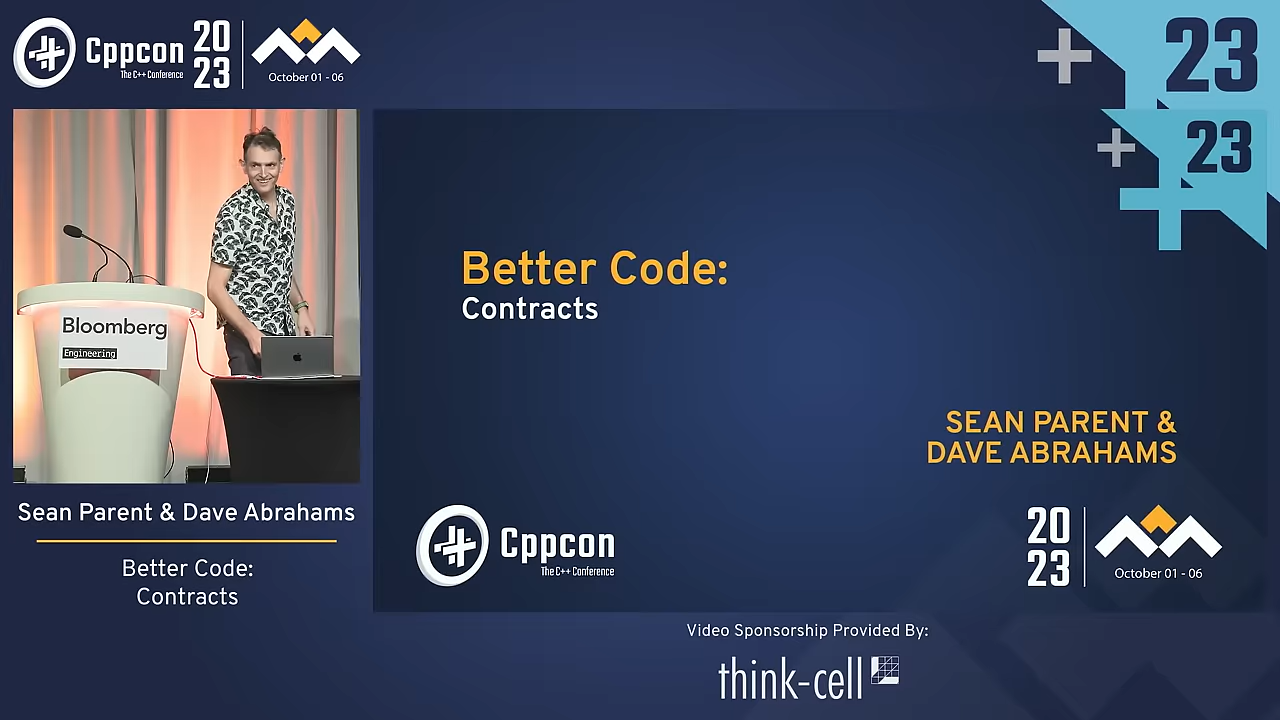 Cppcon
The C++ Conference
20
23
October 01 - 06
23
23
Bloomberg
Engineering
Better Code:
Contracts
SEAN PARENT &
DAVE ABRAHAMS
Cppcon
The C++ Conference
20
23
October 01 - 06
Sean Parent & Dave Abrahams
Better Code:
Contracts
Video Sponsorship Provided By:
think-cell